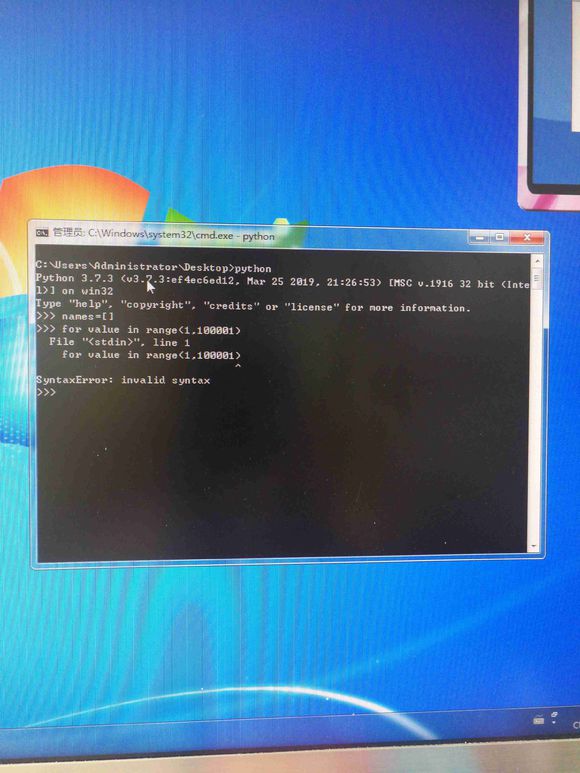 管理员: C:\Windows\system32\cmd.exe - python
C:\Users\Administrator\Desktop>python
Python 3.7.3 (v3.7.3:ef4ec6ed12, Mar 25 2019, 21:26:53) [MSC v.1916 32 bit (Inte
l)] on win32
Type "help", "copyright", "credits" or "license" for more information.
>>> names=[]
>>> for value in range(1,100001)
  File "<stdin>", line 1
    for value in range(1,100001)
                               ^
SyntaxError: invalid syntax
>>>